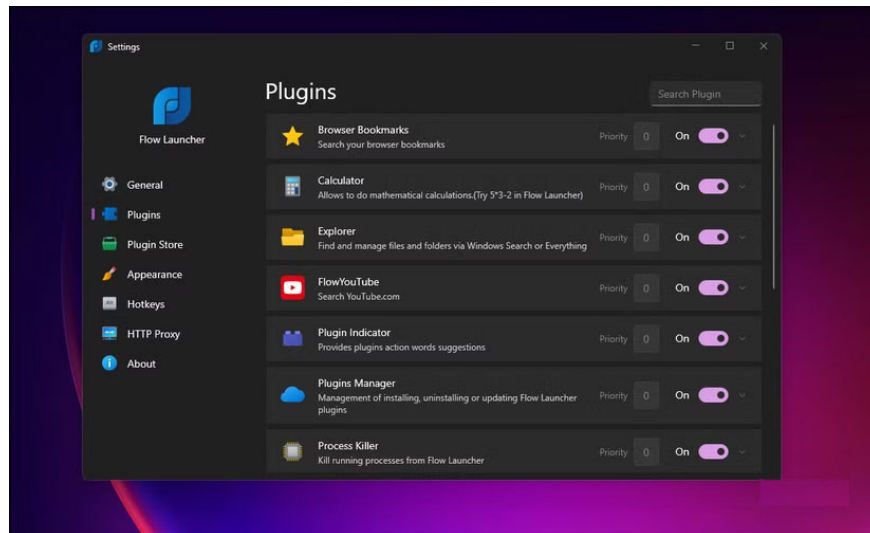 Settings
Flow Launcher
General
Plugins
Plugin Store
Appearance
Hotkeys
HTTP Proxy
About
Plugins
Search Plugin
Browser Bookmarks
Search your browser bookmarks
Priority 0 On
Calculator
Allows to do mathematical calculations.(Try 5*3-2 in Flow Launcher)
Priority 0 On
Explorer
Find and manage files and folders via Windows Search or Everything
Priority 0 On
FlowYouTube
Search YouTube.com
Priority 0 On
Plugin Indicator
Provides plugins action words suggestions
Priority 0 On
Plugins Manager
Management of installing, uninstalling or updating Flow Launcher
plugins
Priority 0 On
Process Killer
Kill running processes from Flow Launcher
Priority 0 On